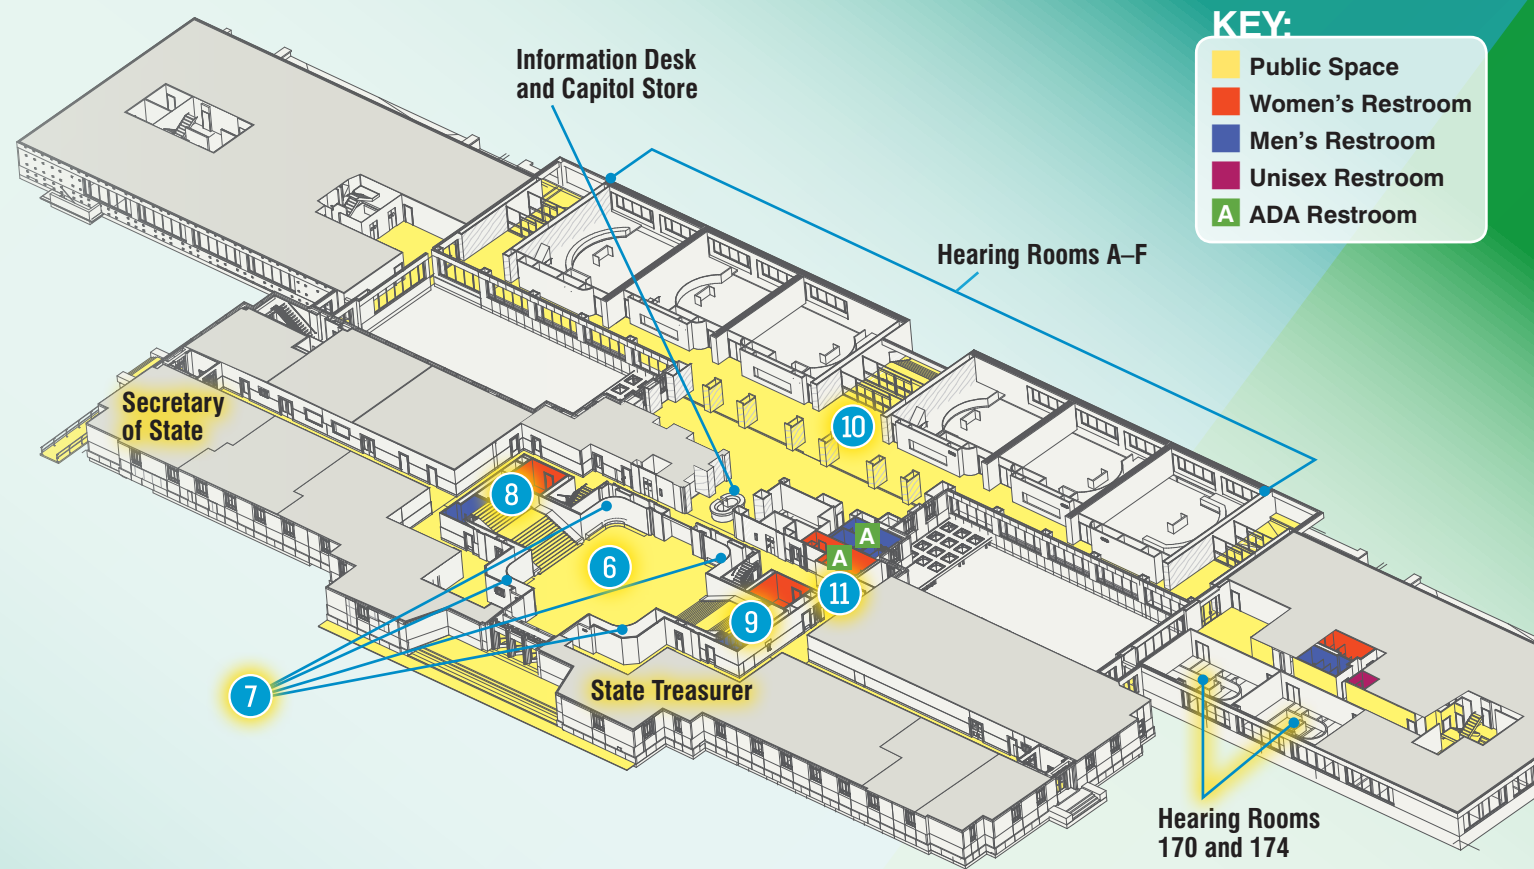 KEY:
Public Space
Women's Restroom
Men's Restroom
Unisex Restroom
A ADA Restroom
Information Desk
and Capitol Store
Hearing Rooms A–F
Secretary
of State
10
8
6
A
A
11
9
7
State Treasurer
Hearing Rooms
170 and 174